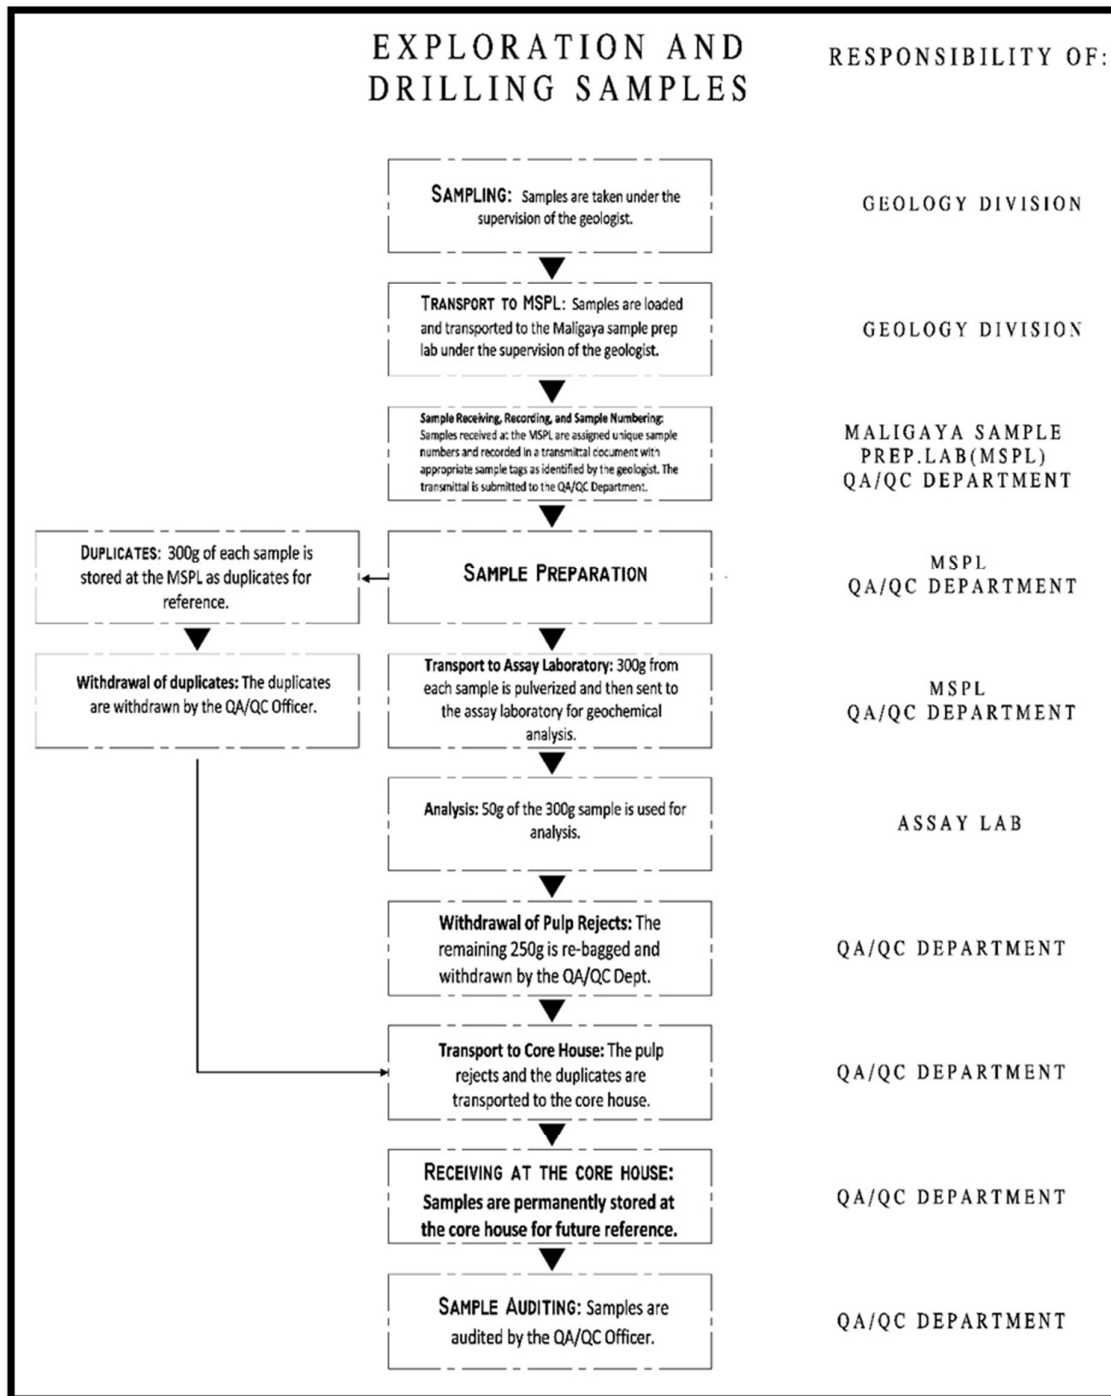 EXPLORATION AND
DRILLING SAMPLES
RESPONSIBILITY OF:
SAMPLING: Samples are taken under the
supervision of the geologist.
GEOLOGY DIVISION
TRANSPORT TO MSPL: Samples are loaded
and transported to the Maligaya sample prep
lab under the supervision of the geologist.
GEOLOGY DIVISION
Sample Receiving, Recording, and Sample Numbering:
Samples received at the MSPL are assigned unique sample
numbers and recorded in a transmittal document with
appropriate sample tags as identified by the geologist. The
transmittal is submitted to the QA/QC Department.
MALIGAYA SAMPLE
PREP.LAB(MSPL)
QA/QC DEPARTMENT
DUPLICATES: 300g of each sample is
stored at the MSPL as duplicates for
reference.
SAMPLE PREPARATION
MSPL
QA/QC DEPARTMENT
Withdrawal of duplicates: The duplicates
are withdrawn by the QA/QC Officer.
Transport to Assay Laboratory: 300g from
each sample is pulverized and then sent to
the assay laboratory for geochemical
analysis.
MSPL
QA/QC DEPARTMENT
Analysis: 50g of the 300g sample is used for
analysis.
ASSAY LAB
Withdrawal of Pulp Rejects: The
remaining 250g is re-bagged and
withdrawn by the QA/QC Dept.
QA/QC DEPARTMENT
Transport to Core House: The pulp
rejects and the duplicates are
transported to the core house.
QA/QC DEPARTMENT
RECEIVING AT THE CORE HOUSE:
Samples are permanently stored at
the core house for future reference.
QA/QC DEPARTMENT
SAMPLE AUDITING: Samples are
audited by the QA/QC Officer.
QA/QC DEPARTMENT